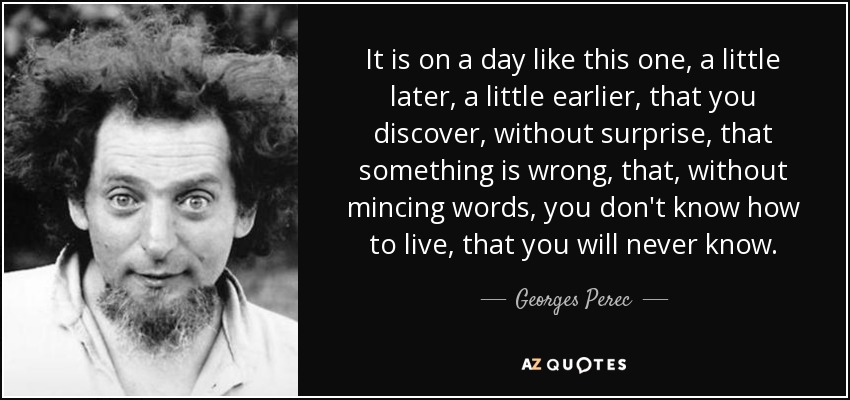 It is on a day like this one, a little
later, a little earlier, that you
discover, without surprise, that
something is wrong, that, without
mincing words, you don't know how
to live, that you will never know.
Georges Perec
AZ QUOTES